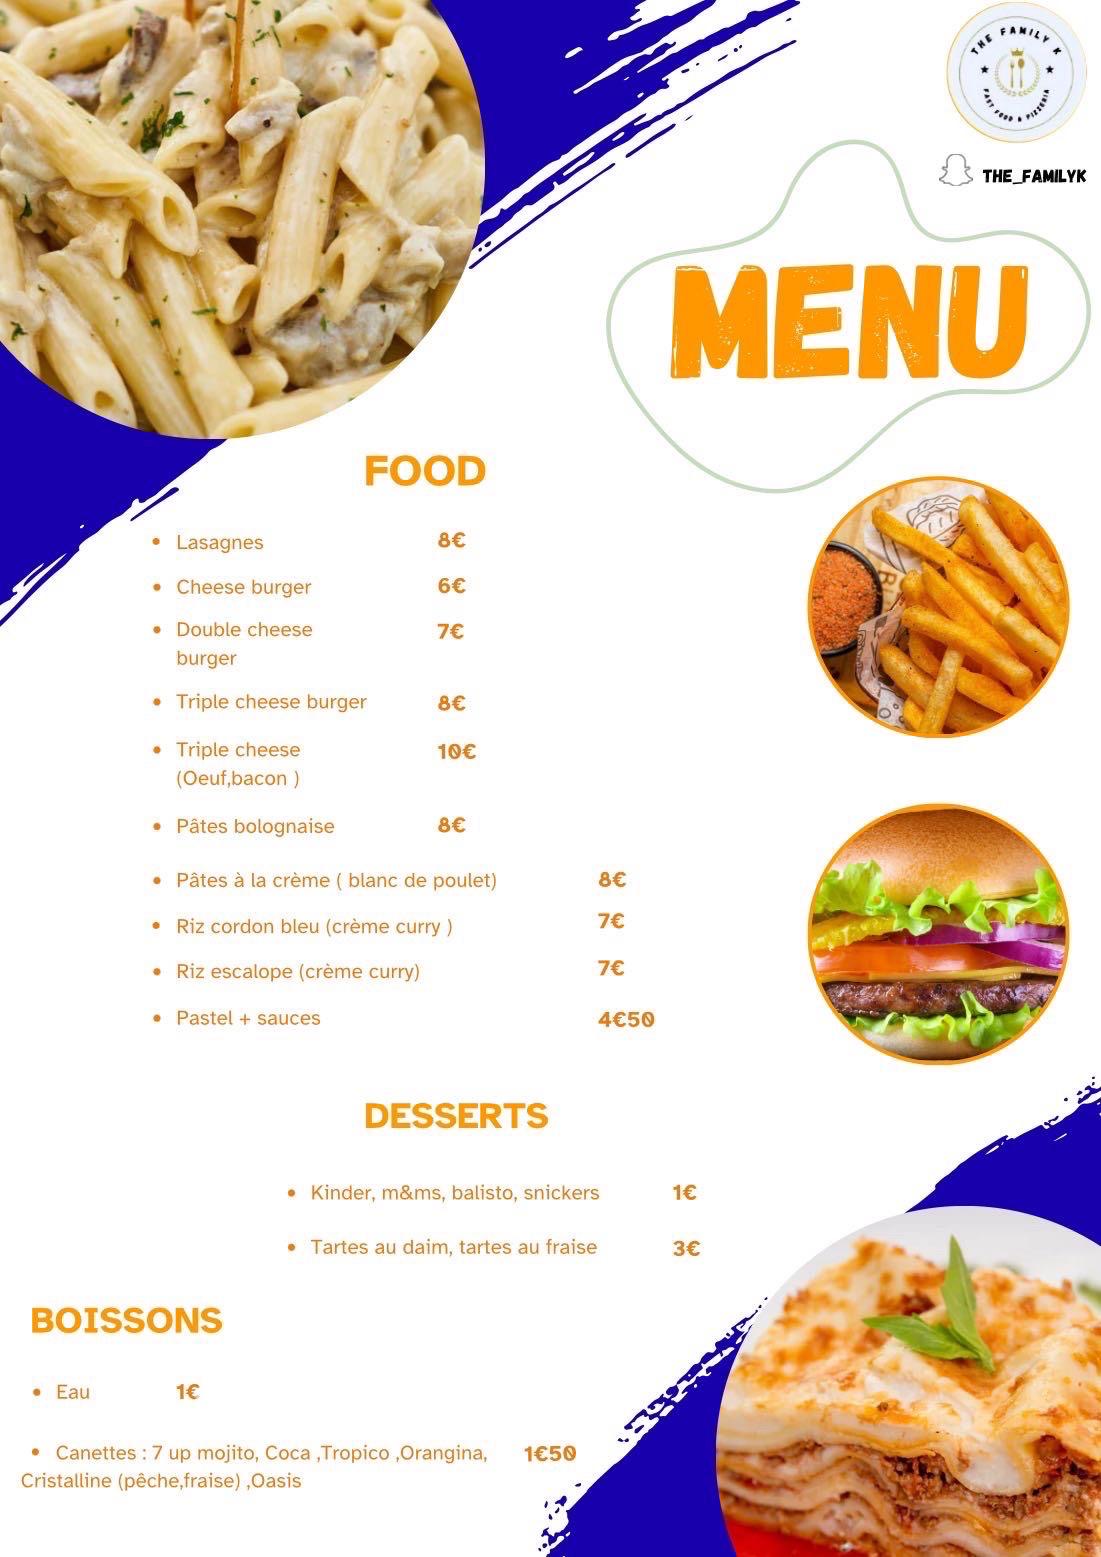 THE FAMILY K
FAST FOOD & PIZZERIA
THE_FAMILYK
MENU
FOOD
• Lasagnes 8€
• Cheese burger 6€
• Double cheese 7€
burger
• Triple cheese burger 8€
• Triple cheese 10€
(Oeuf,bacon )
• Pâtes bolognaise 8€
• Pâtes à la crème ( blanc de poulet) 8€
• Riz cordon bleu (crème curry ) 7€
• Riz escalope (crème curry) 7€
• Pastel + sauces 4€50
DESSERTS
• Kinder, m&ms, balisto, snickers 1€
• Tartes au daim, tartes au fraise 3€
BOISSONS
• Eau 1€
• Canettes : 7 up mojito, Coca ,Tropico ,Orangina, 1€50
Cristalline (pêche,fraise) ,Oasis